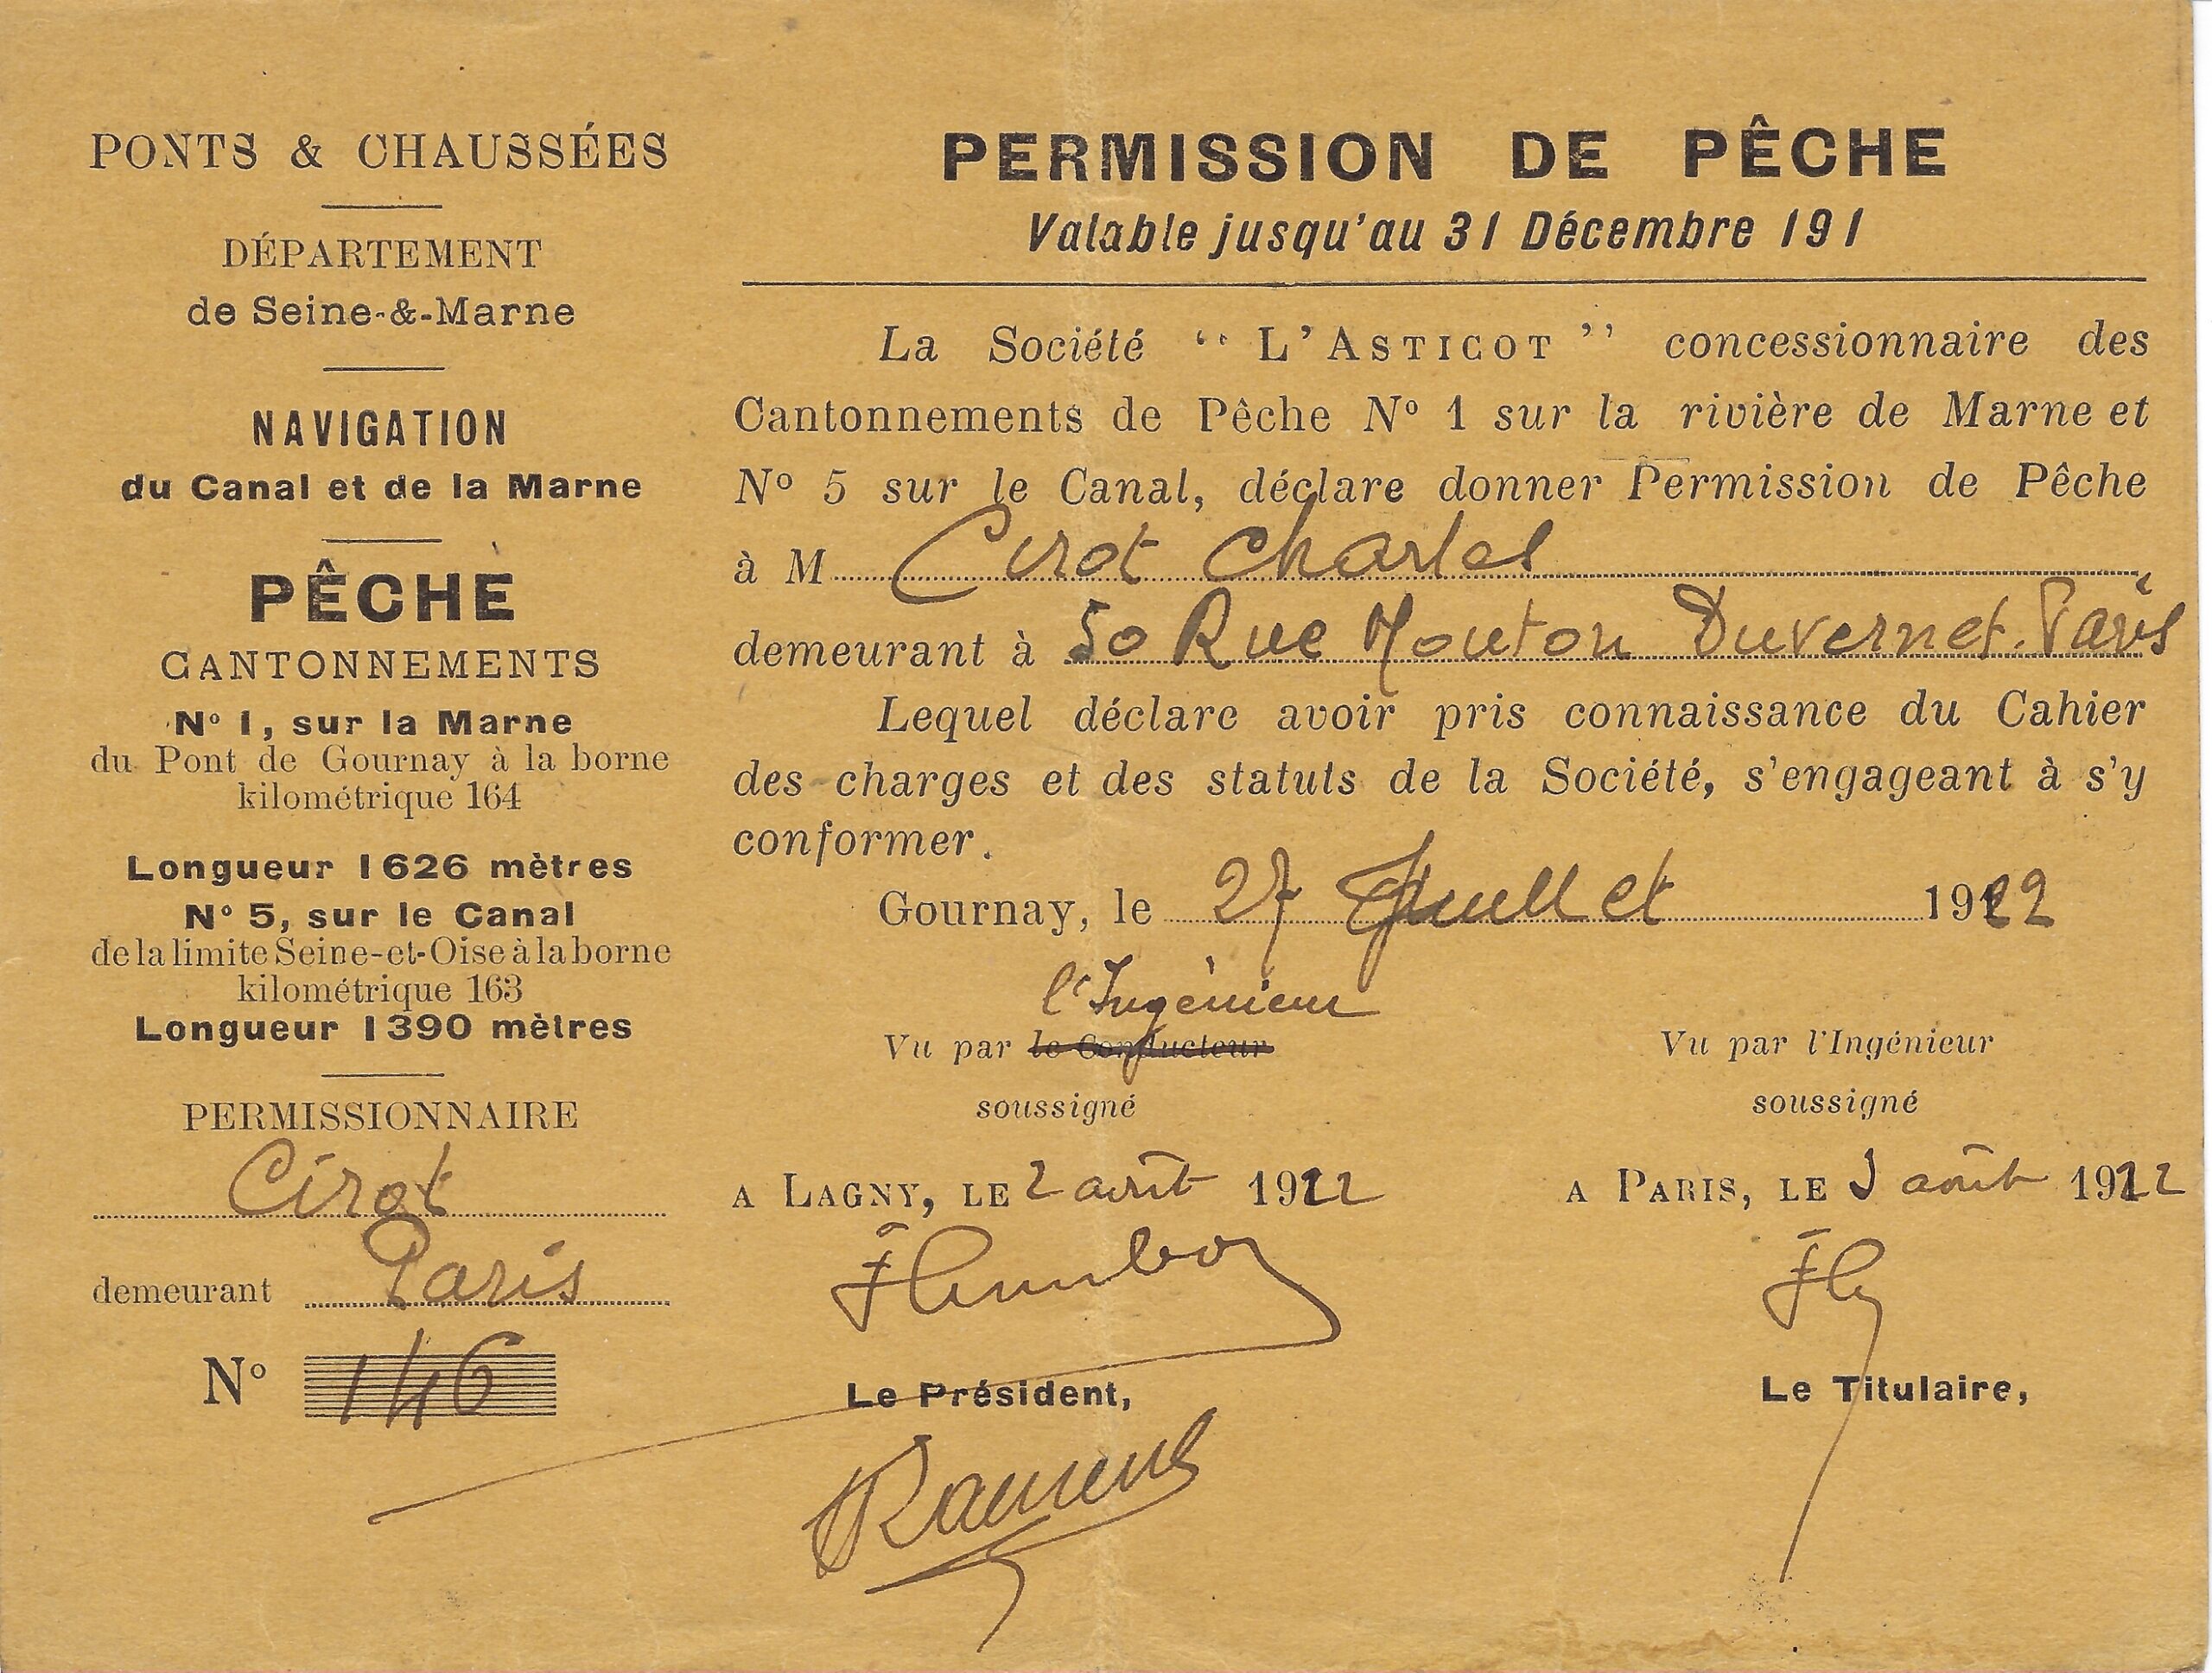 PONTS & CHAUSSÉES
DÉPARTEMENT
de Seine-&-Marne
NAVIGATION
du Canal et de la Marne
PÊCHE
CANTONNEMENTS
N° 1, sur la Marne
du Pont de Gournay à la borne
kilométrique 164
Longueur 1626 mètres
N° 5, sur le Canal
de la limite Seine-et-Oise à la borne
kilométrique 163
Longueur 1390 mètres
PERMISSIONNAIRE
Cirot
demeurant Paris
N° 146
PERMISSION DE PÊCHE
Valable jusqu'au 31 Décembre 191
La Société “ L'ASTICOT ” concessionnaire des
Cantonnements de Pêche N° 1 sur la rivière de Marne et
N° 5 sur le Canal, déclare donner Permission de Pêche
à M Cirot Charles
demeurant à 50 Rue Mouton Duvernet. Paris
Lequel déclare avoir pris connaissance du Cahier
des charges et des statuts de la Société, s'engageant à s'y
conformer.
Gournay, le 27 Juillet 1922
l'Ingénieur
Vu par le Conducteur
soussigné
A LAGNY, LE 2 août 1922
Le Président,
Vu par l'Ingénieur
soussigné
A PARIS, LE 3 août 1922
Le Titulaire,